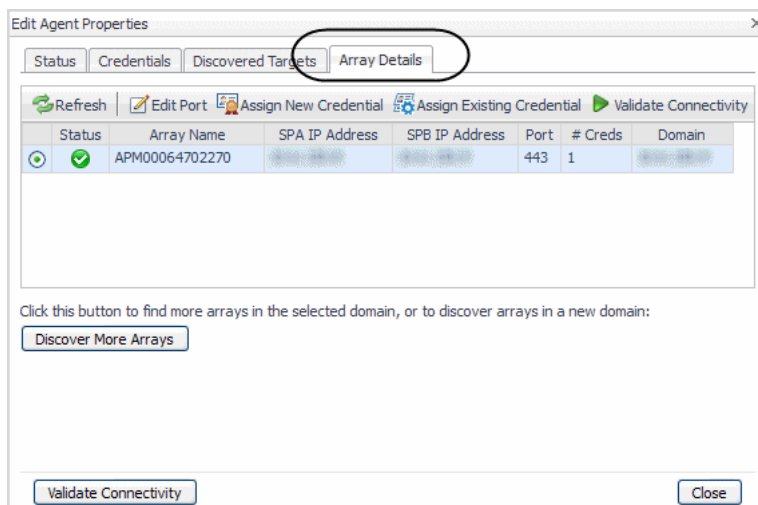 Edit Agent Properties
Status Credentials Discovered Targets Array Details
Refresh Edit Port Assign New Credential Assign Existing Credential Validate Connectivity
Status Array Name SPA IP Address SPB IP Address Port # Creds Domain
APM00064702270 443 1
Click this button to find more arrays in the selected domain, or to discover arrays in a new domain:
Discover More Arrays
Validate Connectivity Close